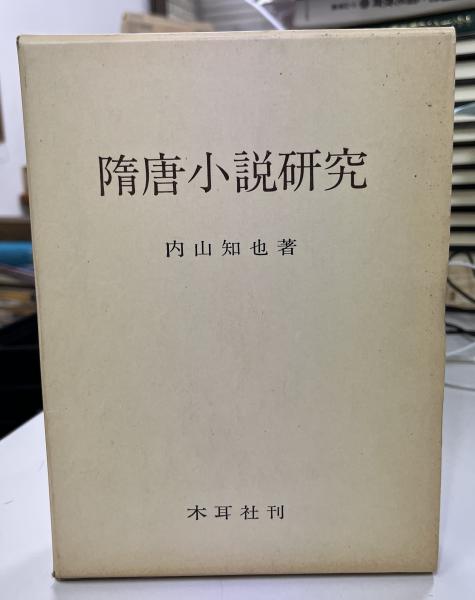 隋唐小説研究
内山知也著
木耳社刊